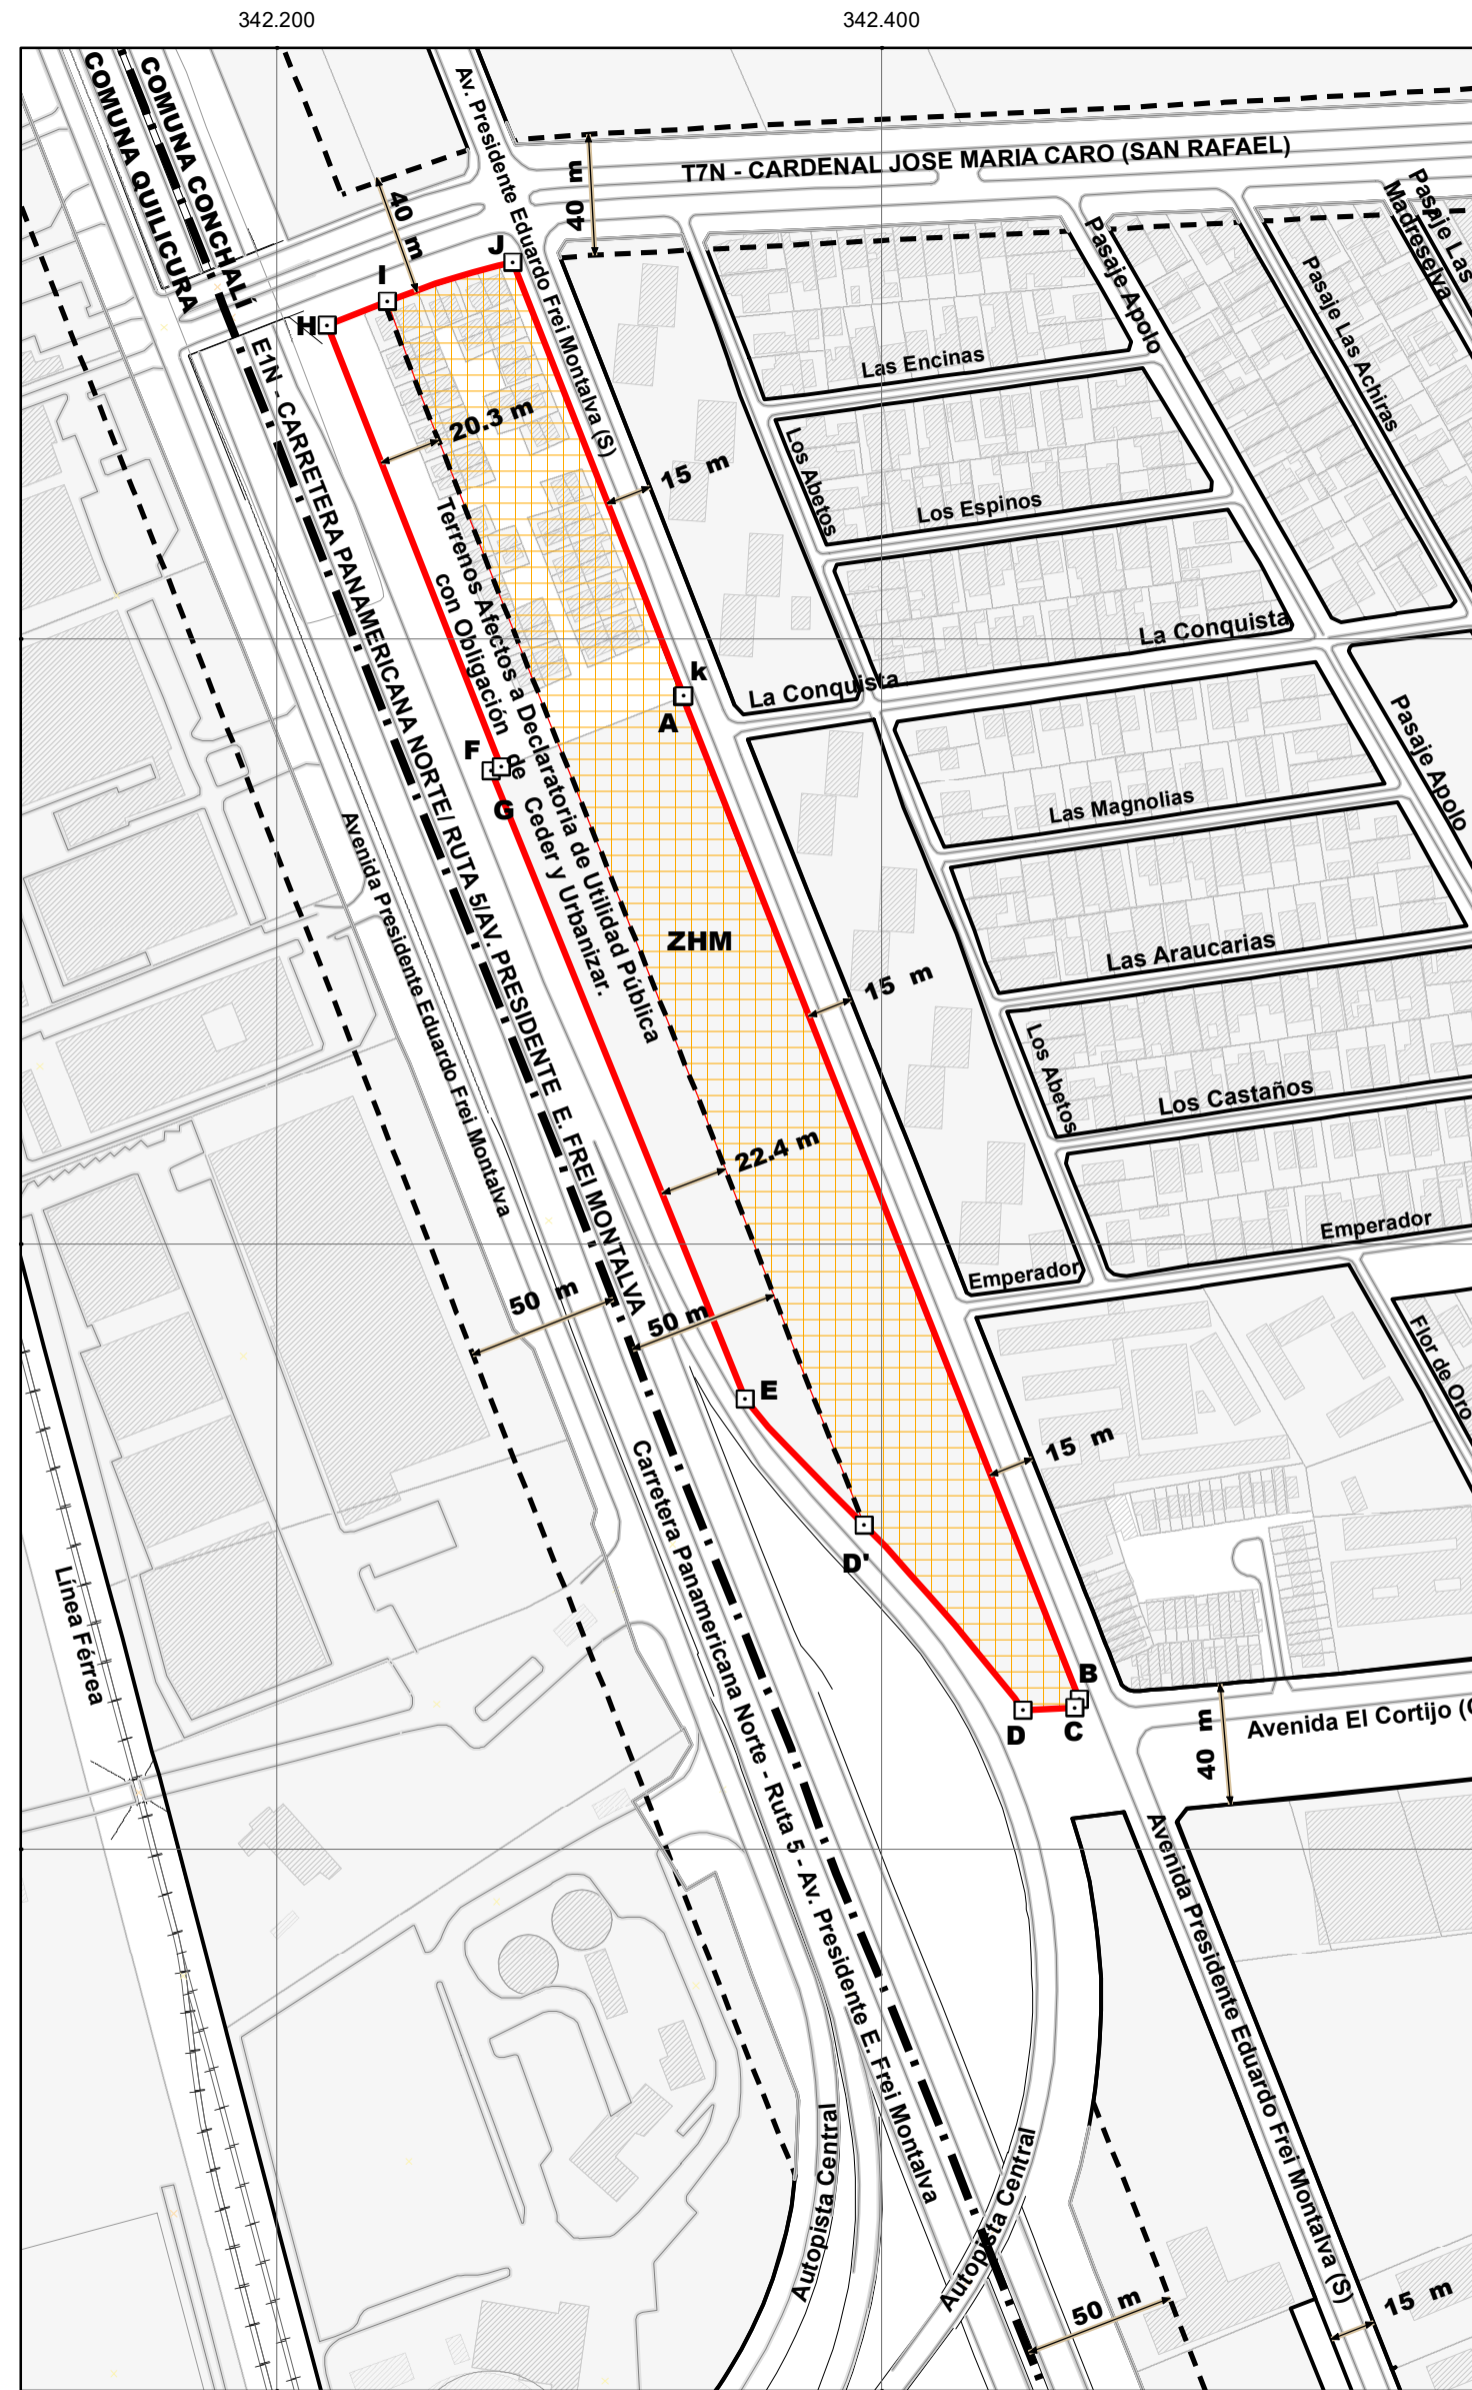 342.200
342.400
COMUNA QUILICURA
COMUNA CONCHALÍ
Av. Presidente Eduardo Frei Montalva (S)
40 m
40 m
T7N - CARDENAL JOSE MARIA CARO (SAN RAFAEL)
Pasaje Las
Madreselva
Pasaje Apolo
Pasaje Las Achiras
J
I
H
E1N - CARRETERA PANAMERICANA NORTE/ RUTA 5/AV. PRESIDENTE E. FREI MONTALVA
Las Encinas
20.3 m
15 m
Los Abetos
Los Espinos
Terrenos Afectos a Declaratoria de Utilidad Pública
con Obligación de Ceder y Urbanizar.
La Conquista
La Conquista
k
A
F
G
Pasaje Apolo
Las Magnolias
Avenida Presidente Eduardo Frei Montalva
ZHM
Las Araucarias
15 m
Los Abetos
Los Castaños
22.4 m
Emperador
Emperador
50 m
50 m
Flor de Oro
E
15 m
Carretera Panamericana Norte - Ruta 5 - Av. Presidente E. Frei Montalva
D'
Línea Férrea
B
D
C
40 m
Avenida El Cortijo (
Avenida Presidente Eduardo Frei Montalva (S)
Autopista Central
Autopista Central
50 m
15 m